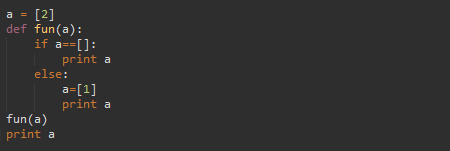 a = [2]
def fun(a):
    if a==[]:
        print a
    else:
        a=[1]
        print a
fun(a)
print a